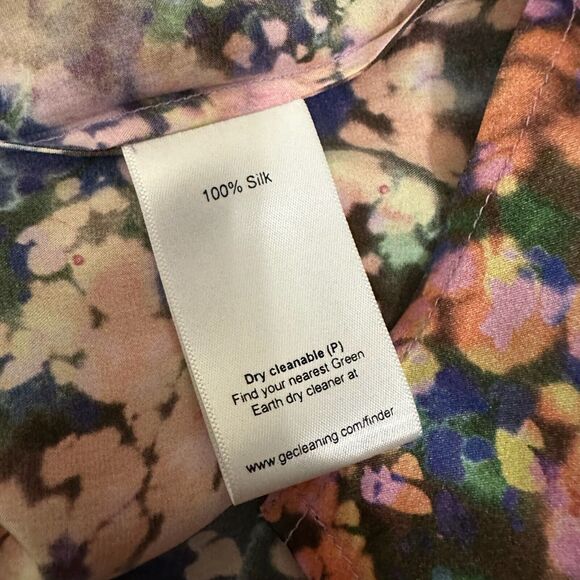 100% Silk
Dry cleanable (P)
Find your nearest Green
Earth dry cleaner at
www.gecleaning.com/finder